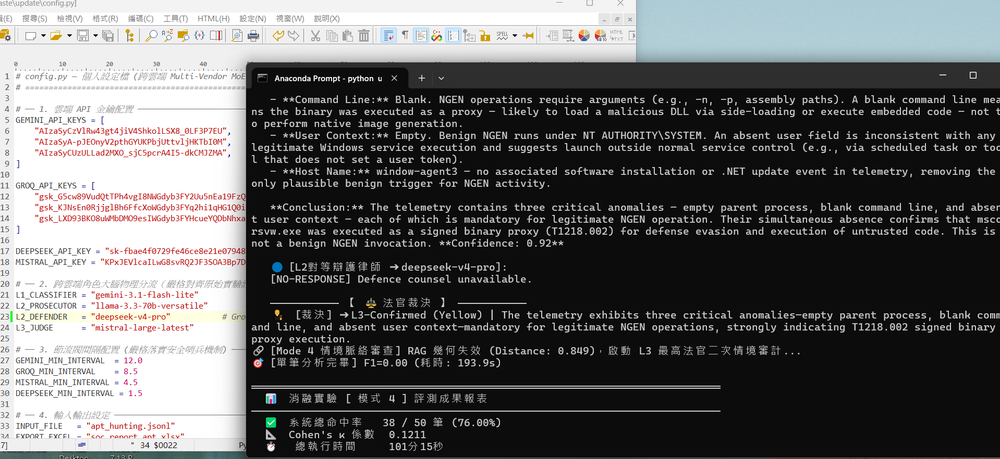 aste\update\config.py]
(E) 搜尋(S) 檢視(V) 格式(R) 編碼(C) 工具(T) HTML(H) 設定(N) 視窗(W) 說明(X)
0 10 20 30 40
1 # config.py — 個人設定檔 (跨雲端 Multi-Vendor MoE
2 # ================================================
3
4 # —— 1. 雲端 API 金鑰配置
5 GEMINI_API_KEYS = [
6 "[REDACTED]",
7 "[REDACTED]",
8 "[REDACTED]",
9 ]
10
11 GROQ_API_KEYS = [
12 "[REDACTED]
13 "[REDACTED]
14 "[REDACTED]
15 ]
16
17 DEEPSEEK_API_KEY = "[REDACTED]
18 MISTRAL_API_KEY = "[REDACTED]
19
20 # —— 2. 跨雲端角色大腦物理分流 (嚴格對齊原始實驗
21 L1_CLASSIFIER = "gemini-3.1-flash-lite"
22 L2_PROSECUTOR = "llama-3.3-70b-versatile"
23 L2_DEFENDER = "deepseek-v4-pro" # Gro
24 L3_JUDGE = "mistral-large-latest"
25
26 # —— 3. 節流閥間隔配置 (嚴格落實安全哨兵機制)
27 GEMINI_MIN_INTERVAL = 12.0
28 GROQ_MIN_INTERVAL = 8.5
29 MISTRAL_MIN_INTERVAL = 4.5
30 DEEPSEEK_MIN_INTERVAL = 1.5
31
32 # —— 4. 輸入輸出設定
33 INPUT_FILE = "apt_hunting.jsonl"
34 EXPORT_EXCEL = "soc_report_apt.xlsx"
7] " 34 $0022 Py
Desktop 7.13 P
Anaconda Prompt - python u
- **Command Line:** Blank. NGEN operations require arguments (e.g., -n, -p, assembly paths). A blank command line mea
ns the binary was executed as a proxy — likely to load a malicious DLL via side-loading or execute embedded code — not t
o perform native image generation.
- **User Context:** Empty. Benign NGEN runs under NT AUTHORITY\SYSTEM. An absent user field is inconsistent with any
legitimate Windows service execution and suggests launch outside normal service control (e.g., via scheduled task or too
l that does not set a user token).
- **Host Name:** window-agent3 — no associated software installation or .NET update event in telemetry, removing the
only plausible benign trigger for NGEN activity.
**Conclusion:** The telemetry contains three critical anomalies — empty parent process, blank command line, and absen
t user context — each of which is mandatory for legitimate NGEN operation. Their simultaneous absence confirms that msco
rsvw.exe was executed as a signed binary proxy (T1218.002) for defense evasion and execution of untrusted code. This is
not a benign NGEN invocation. **Confidence: 0.92**
[L2對等辯護律師 ➔deepseek-v4-pro]:
[NO-RESPONSE] Defence counsel unavailable.
【 ⚖️ 法官裁決 】
[裁決] ➔L3-Confirmed (Yellow) | The telemetry exhibits three critical anomalies—empty parent process, blank comm
and line, and absent user context—mandatory for legitimate NGEN operations, strongly indicating T1218.002 signed binary
proxy execution.
[Mode 4 情境脈絡審查] RAG 幾何失效 (Distance: 0.849)，啟動 L3 最高法官二次情境審計...
[單筆分析完畢] F1=0.00 (耗時: 193.9s)
消融實驗 [ 模式 4 ] 評測成果報表
系統總命中率 38 / 50 筆 (76.00%)
Cohen's κ 係數 0.1211
總執行時間 101分15秒